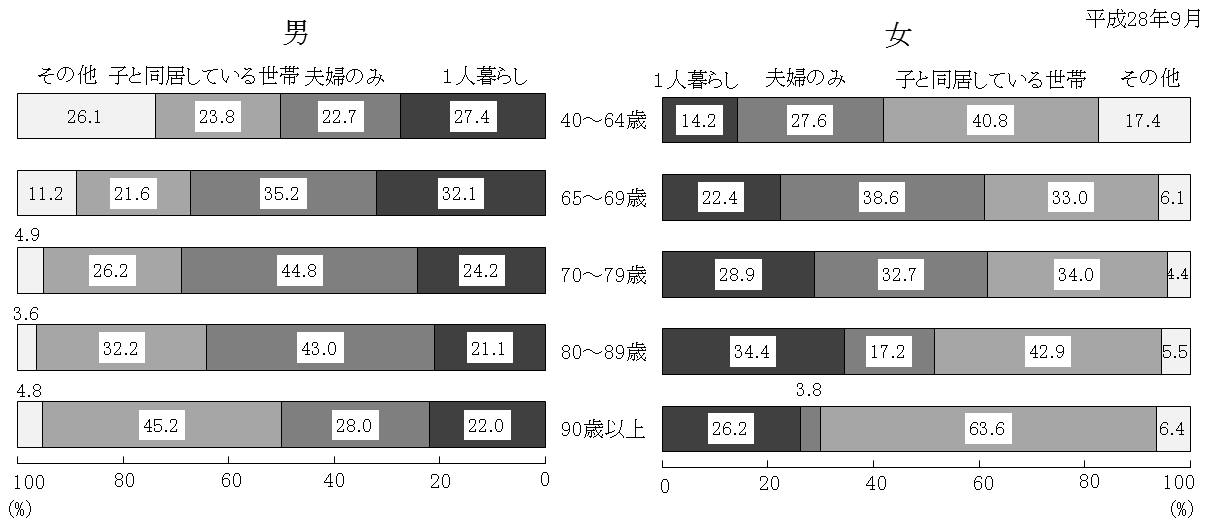 平成28年9月
男
女
その他 子と同居している世帯 夫婦のみ 1人暮らし
1人暮らし 夫婦のみ 子と同居している世帯 その他
26.1 23.8 22.7 27.4 40～64歳 14.2 27.6 40.8 17.4
11.2 21.6 35.2 32.1 65～69歳 22.4 38.6 33.0 6.1
4.9 26.2 44.8 24.2 70～79歳 28.9 32.7 34.0 4.4
3.6 32.2 43.0 21.1 80～89歳 34.4 17.2 42.9 5.5
4.8 45.2 28.0 22.0 90歳以上 26.2 3.8 63.6 6.4
100 80 60 40 20 0
(%)
0 20 40 60 80 100
(%)